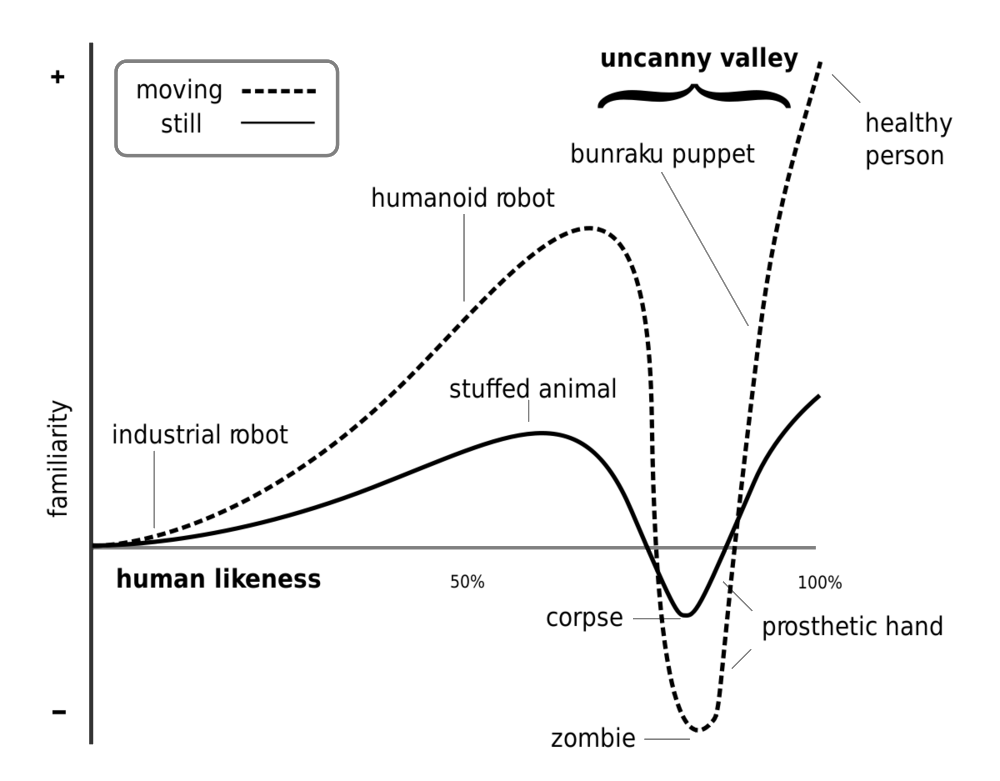 +
moving
still
uncanny valley
healthy
person
bunraku puppet
humanoid robot
stuffed animal
industrial robot
familiarity
human likeness
50%
100%
corpse
prosthetic hand
zombie
–